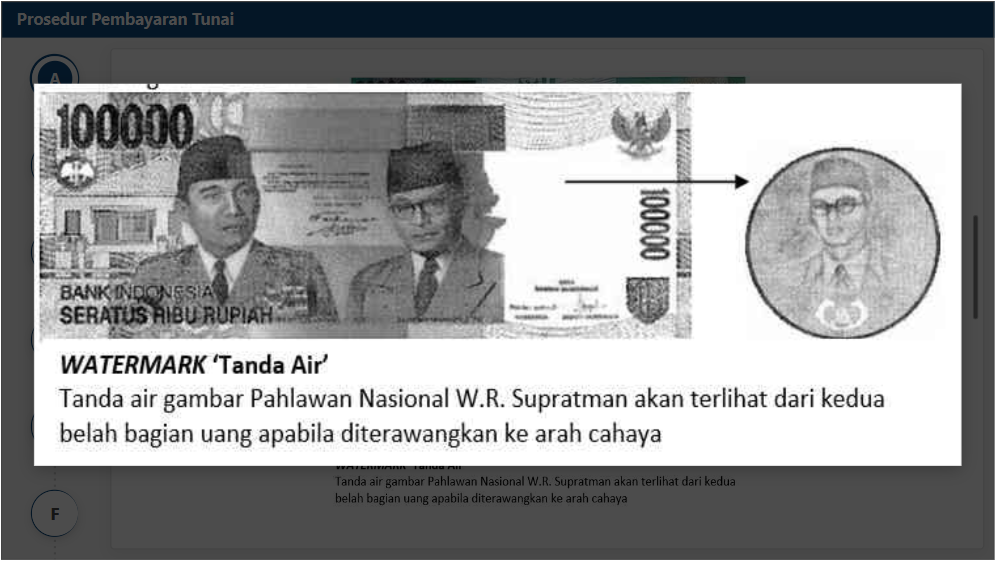 Prosedur Pembayaran Tunai
A
100000
100000
BANK INDONESIA
SERATUS RIBU RUPIAH
WATERMARK ‘Tanda Air’
Tanda air gambar Pahlawan Nasional W.R. Supratman akan terlihat dari kedua
belah bagian uang apabila diterawangkan ke arah cahaya
WATERMARK ‘Tanda Air’
Tanda air gambar Pahlawan Nasional W.R. Supratman akan terlihat dari kedua
belah bagian uang apabila diterawangkan ke arah cahaya
F